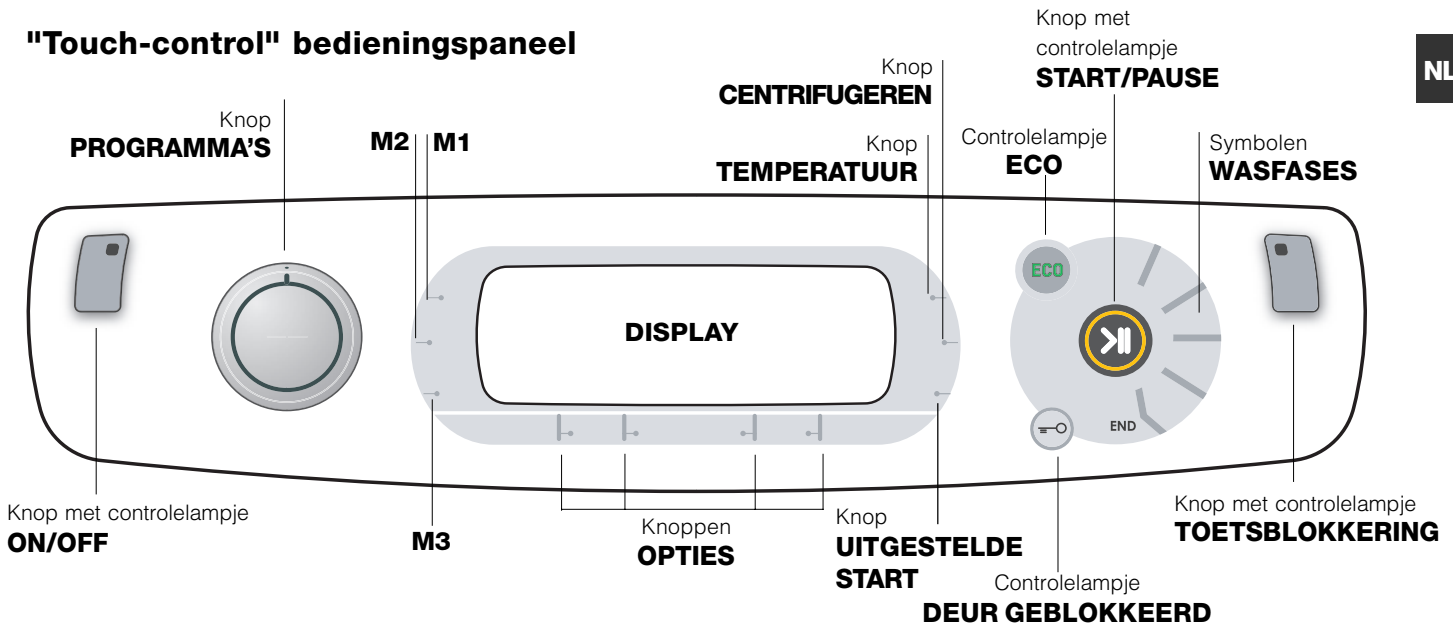 "Touch-control" bedieningspaneel
NL
Knop
PROGRAMMA'S
M2
M1
Knop
CENTRIFUGEREN
Knop
TEMPERATUUR
Knop met
controlelampje
START/PAUSE
Controlelampje
ECO
Symbolen
WASFASES
ECO
DISPLAY
END
Knop met controlelampje
ON/OFF
M3
Knoppen
OPTIES
Knop
UITGESTELDE
START
Controlelampje
DEUR GEBLOKKEERD
Knop met controlelampje
TOETSBLOKKERING